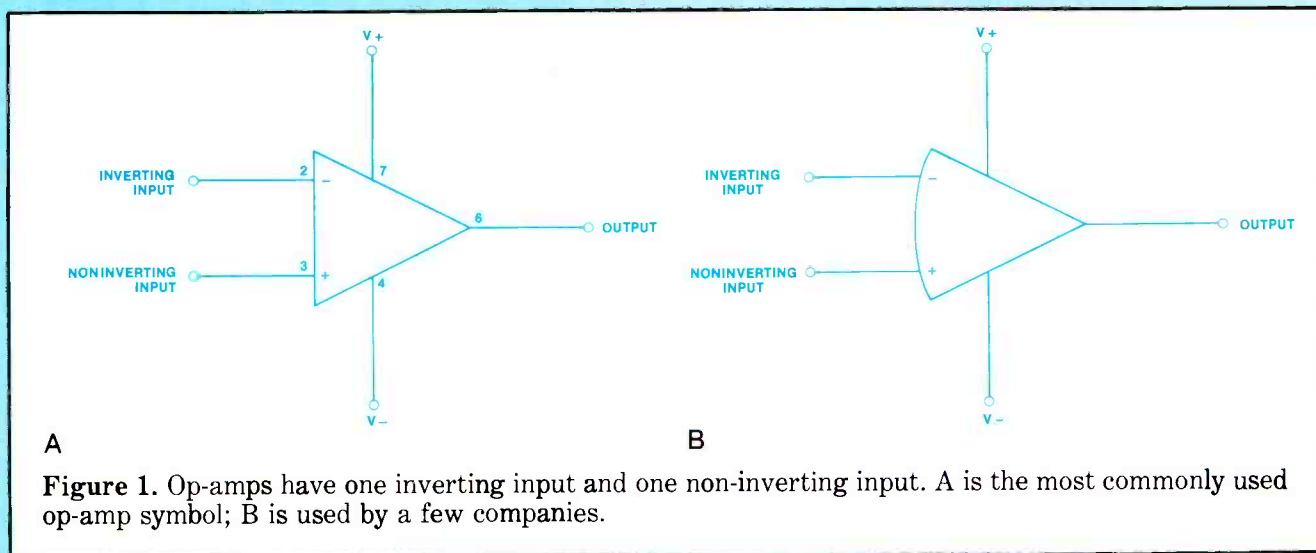 V+
INVERTING
INPUT
2
−
7
6
OUTPUT
NONINVERTING
INPUT
3
+
4
V−
A
V+
INVERTING
INPUT
−
OUTPUT
NONINVERTING
INPUT
+
V−
B
Figure 1. Op-amps have one inverting input and one non-inverting input. A is the most commonly used
op-amp symbol; B is used by a few companies.